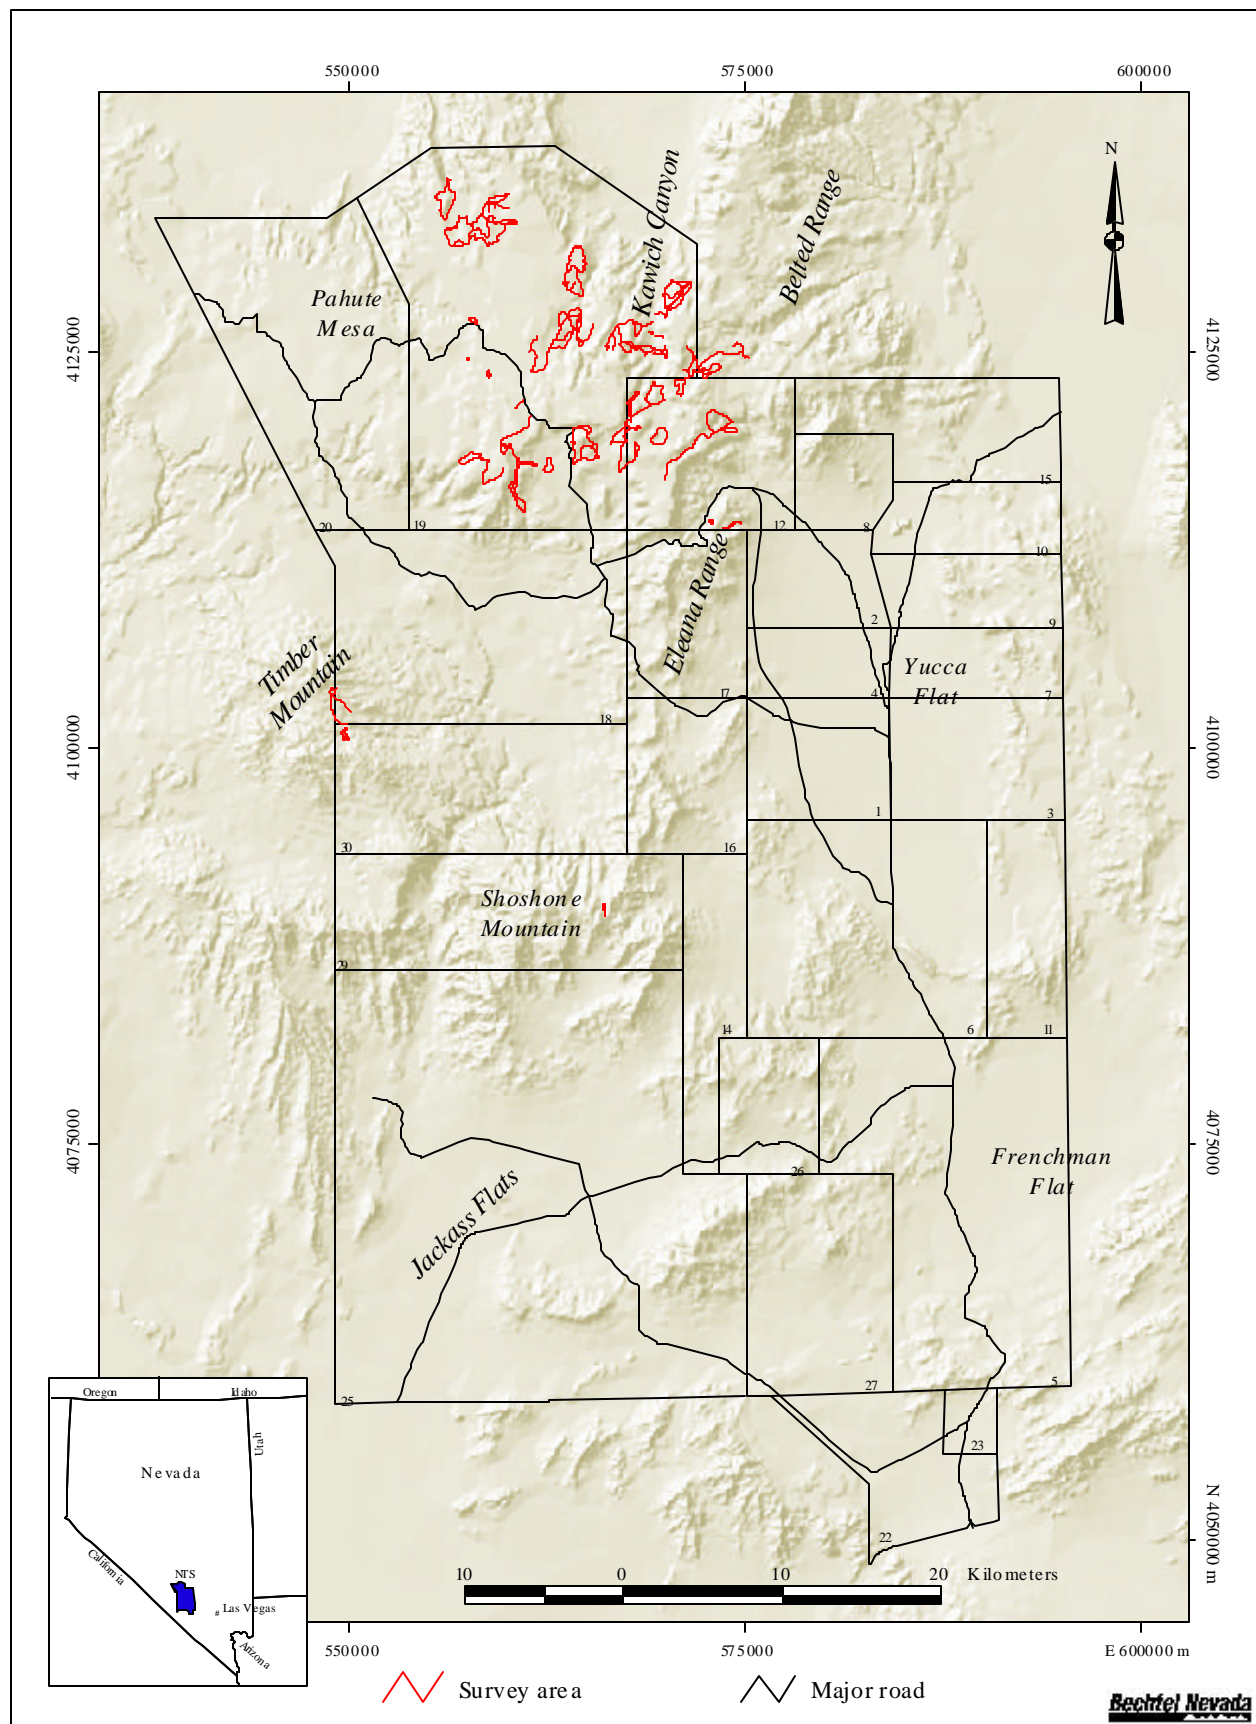 550000
575000
600000
N
Kawich Canyon
Belted Range
Pahute
Mesa
4125000
4125000
15
20
19
12
8
10
Eleana Range
2
9
Timber
Mountain
Yucca
Flat
17
4
7
18
4100000
4100000
1
3
30
16
Shoshone
Mountain
29
14
6
11
4075000
4075000
Frenchman
Flat
26
Jackass Flats
27
5
25
23
22
N 4050000 m
Oregon
Idaho
Utah
Nevada
California
NTS
# Las Vegas
Arizona
10
0
10
20
Kilometers
550000
575000
E 600000 m
Survey area
Major road
Bechtel Nevada